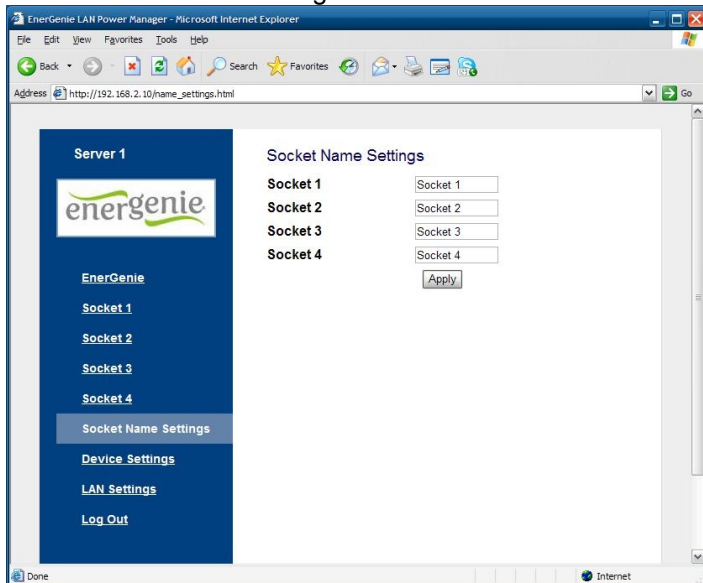 EnerGenie LAN Power Manager - Microsoft Internet Explorer
File Edit View Favorites Tools Help
Back Search Favorites
Address http://192.168.2.10/name_settings.html Go
Server 1
energenie
EnerGenie
Socket 1
Socket 2
Socket 3
Socket 4
Socket Name Settings
Device Settings
LAN Settings
Log Out
Socket Name Settings
Socket 1 Socket 1
Socket 2 Socket 2
Socket 3 Socket 3
Socket 4 Socket 4
Apply
Done Internet